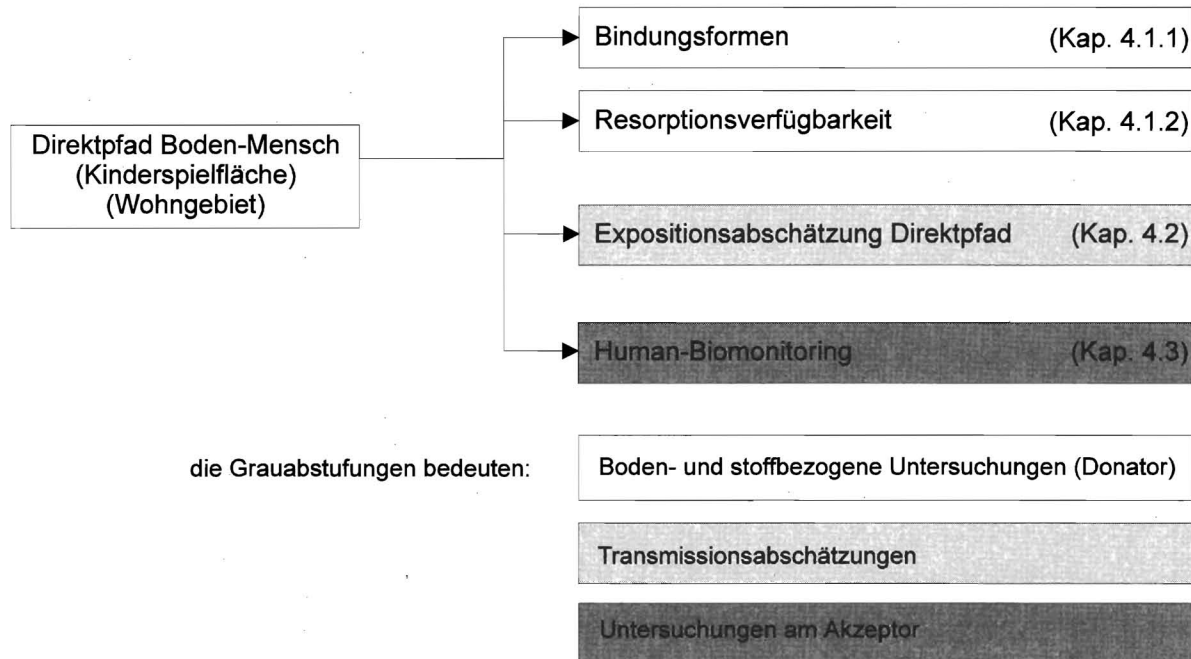 Bindungsformen (Kap. 4.1.1)
Direktpfad Boden-Mensch
(Kinderspielfläche)
(Wohngebiet)
Resorptionsverfügbarkeit (Kap. 4.1.2)
Expositionsabschätzung Direktpfad (Kap. 4.2)
Human-Biomonitoring (Kap. 4.3)
die Grauabstufungen bedeuten:
Boden- und stoffbezogene Untersuchungen (Donator)
Transmissionsabschätzungen
Untersuchungen am Akzeptor